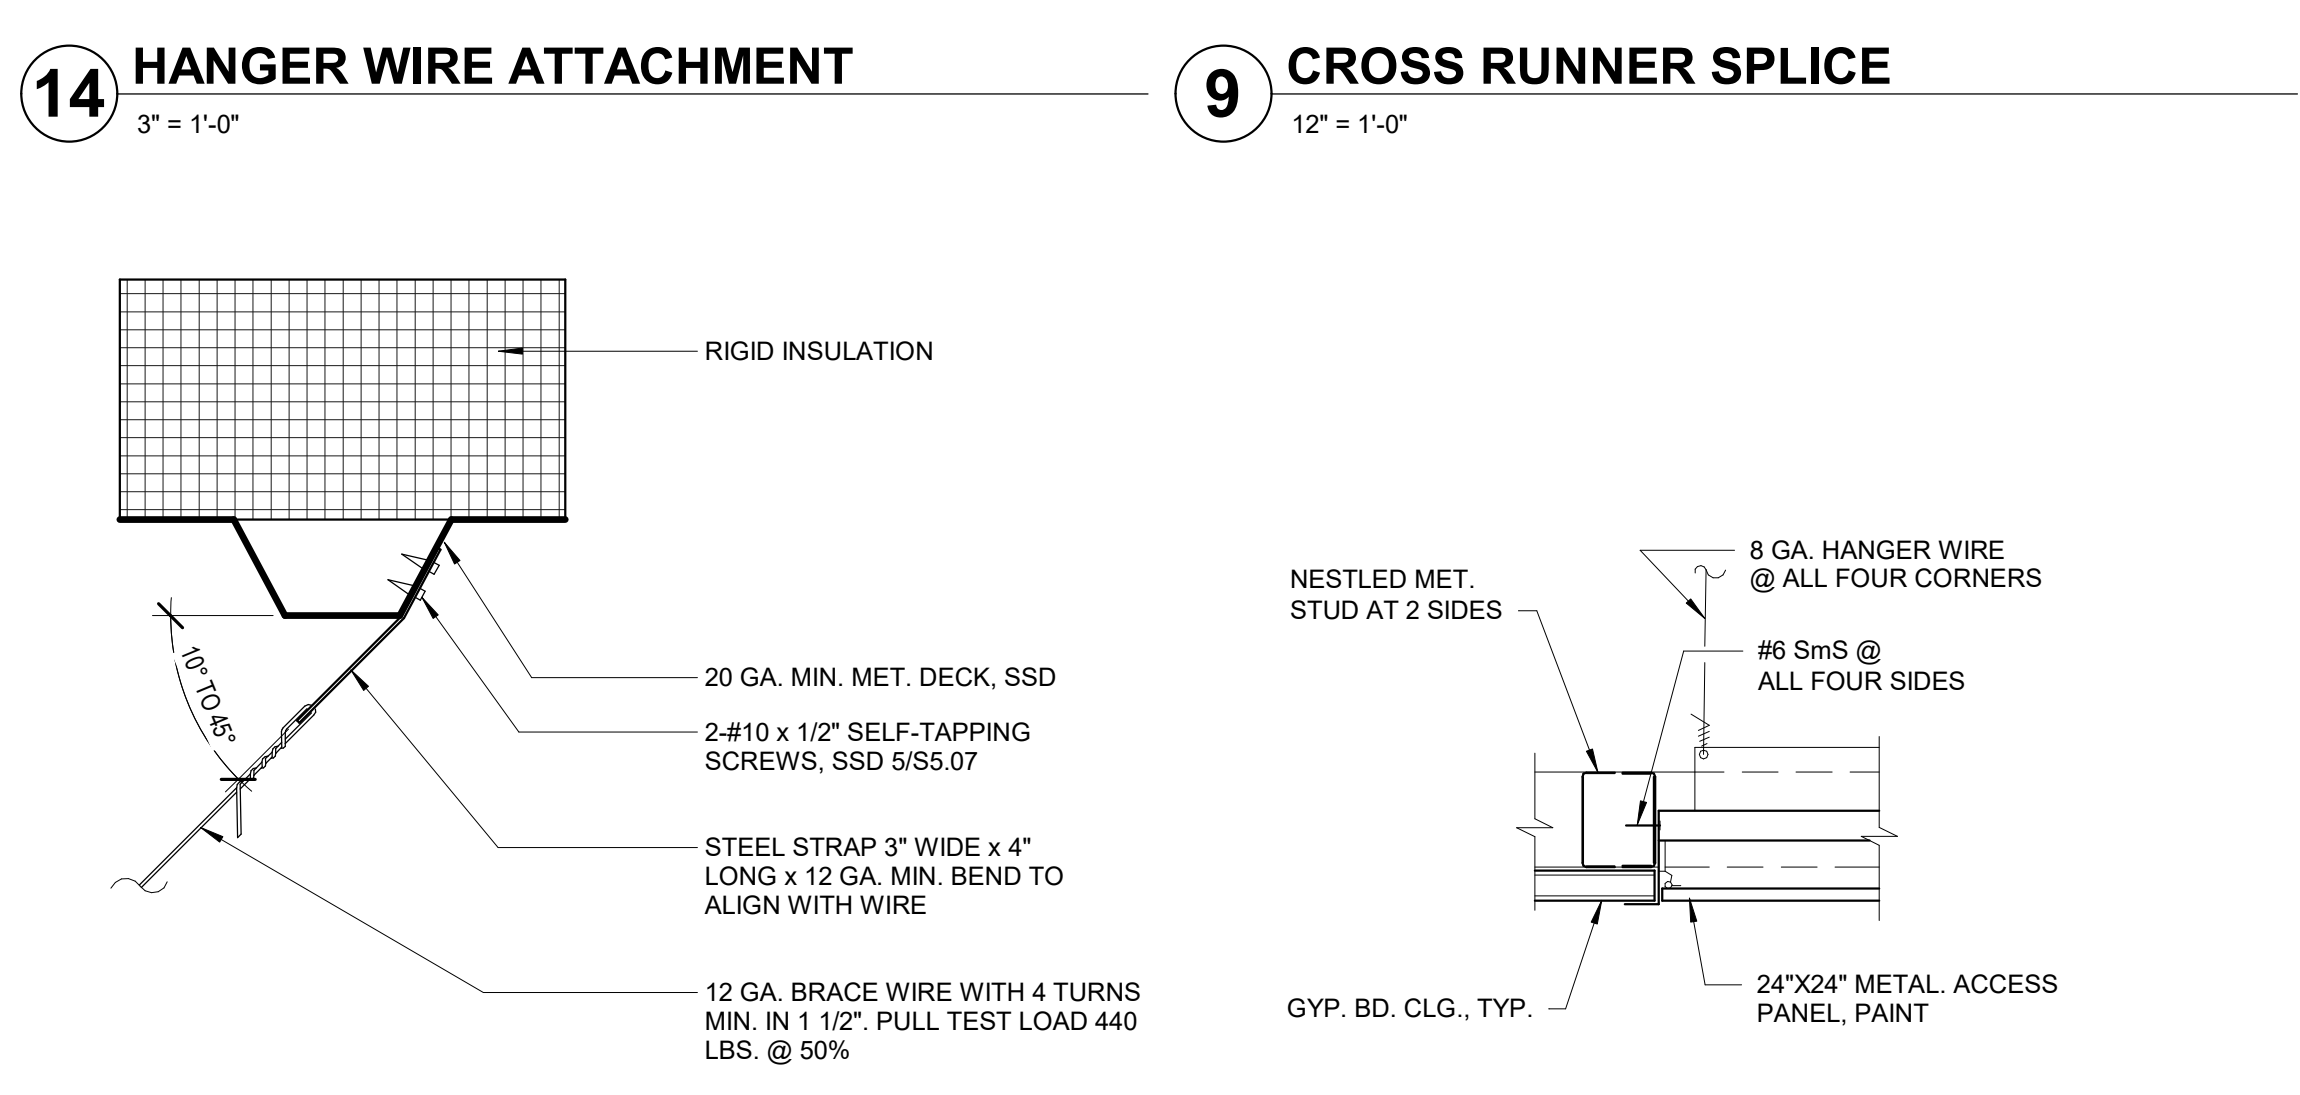 14
HANGER WIRE ATTACHMENT
3" = 1'-0"
9
CROSS RUNNER SPLICE
12" = 1'-0"
RIGID INSULATION
10° TO 45°
20 GA. MIN. MET. DECK, SSD
2-#10 x 1/2" SELF-TAPPING
SCREWS, SSD 5/S5.07
STEEL STRAP 3" WIDE x 4"
LONG x 12 GA. MIN. BEND TO
ALIGN WITH WIRE
12 GA. BRACE WIRE WITH 4 TURNS
MIN. IN 1 1/2". PULL TEST LOAD 440
LBS. @ 50%
NESTLED MET.
STUD AT 2 SIDES
8 GA. HANGER WIRE
@ ALL FOUR CORNERS
#6 SmS @
ALL FOUR SIDES
GYP. BD. CLG., TYP.
24"X24" METAL. ACCESS
PANEL, PAINT